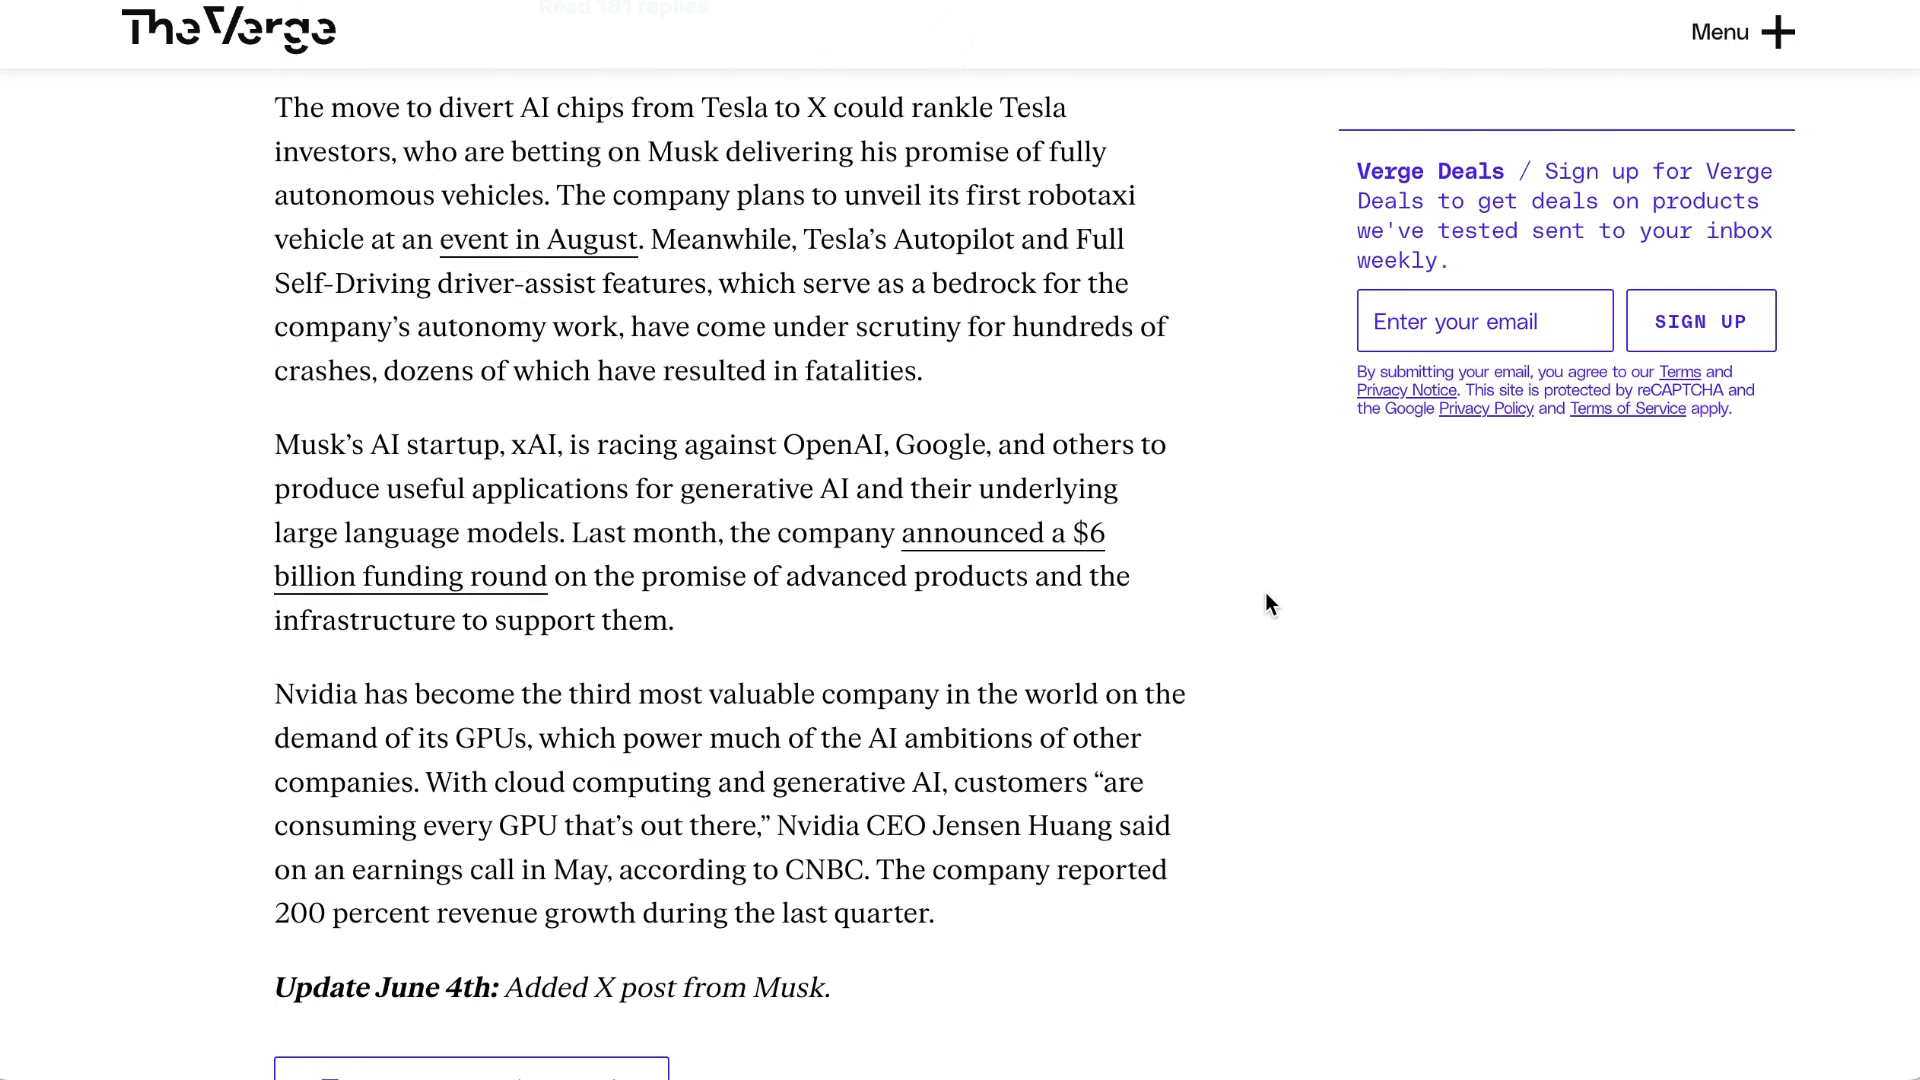 Read 181 replies
The Verge
Menu
The move to divert AI chips from Tesla to X could rankle Tesla
investors, who are betting on Musk delivering his promise of fully
autonomous vehicles. The company plans to unveil its first robotaxi
vehicle at an event in August. Meanwhile, Tesla’s Autopilot and Full
Self-Driving driver-assist features, which serve as a bedrock for the
company’s autonomy work, have come under scrutiny for hundreds of
crashes, dozens of which have resulted in fatalities.
Musk’s AI startup, xAI, is racing against OpenAI, Google, and others to
produce useful applications for generative AI and their underlying
large language models. Last month, the company announced a $6
billion funding round on the promise of advanced products and the
infrastructure to support them.
Nvidia has become the third most valuable company in the world on the
demand of its GPUs, which power much of the AI ambitions of other
companies. With cloud computing and generative AI, customers “are
consuming every GPU that’s out there,” Nvidia CEO Jensen Huang said
on an earnings call in May, according to CNBC. The company reported
200 percent revenue growth during the last quarter.
Update June 4th: Added X post from Musk.
Verge Deals / Sign up for Verge
Deals to get deals on products
we've tested sent to your inbox
weekly.
Enter your email
SIGN UP
By submitting your email, you agree to our Terms and
Privacy Notice. This site is protected by reCAPTCHA and
the Google Privacy Policy and Terms of Service apply.